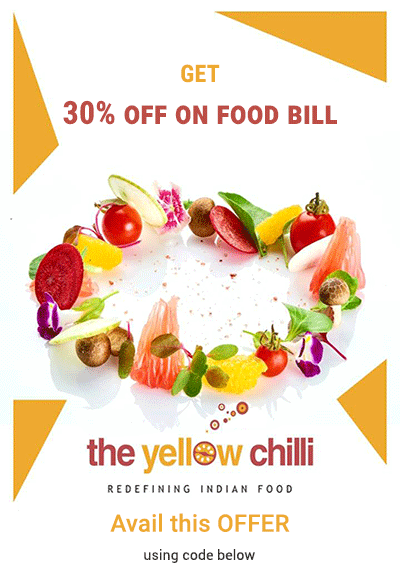 GET
30% OFF ON FOOD BILL
the yellow chilli
REDEFINING INDIAN FOOD
Avail this OFFER
using code below